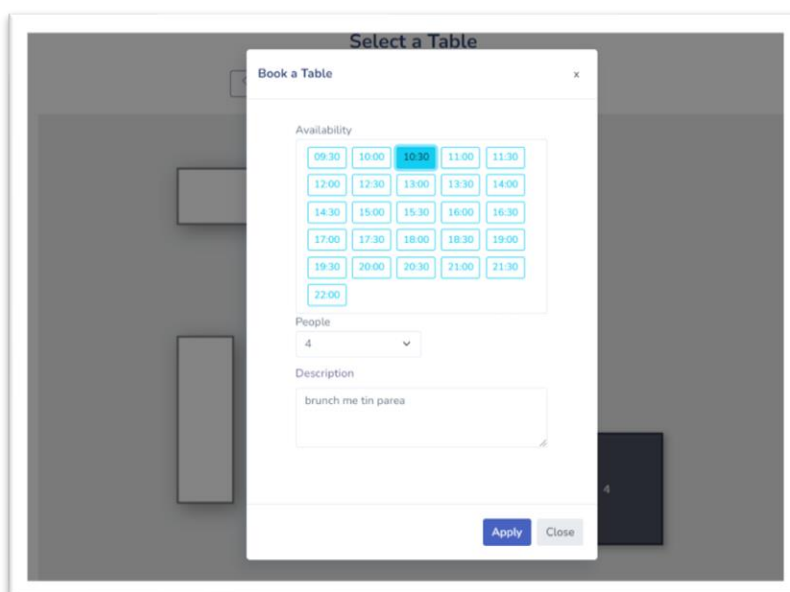 Select a Table
Book a Table x
Availability
09:30 10:00 10:30 11:00 11:30
12:00 12:30 13:00 13:30 14:00
14:30 15:00 15:30 16:00 16:30
17:00 17:30 18:00 18:30 19:00
19:30 20:00 20:30 21:00 21:30
22:00
People
4
Description
brunch me tin parea
4
Apply Close